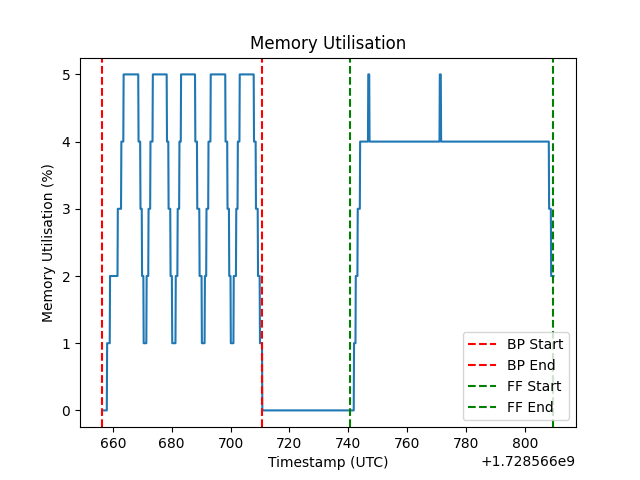 Memory Utilisation
Memory Utilisation (%)
5
4
3
2
1
0
BP Start
BP End
FF Start
FF End
660 680 700 720 740 760 780 800
Timestamp (UTC)
+1.728566e9